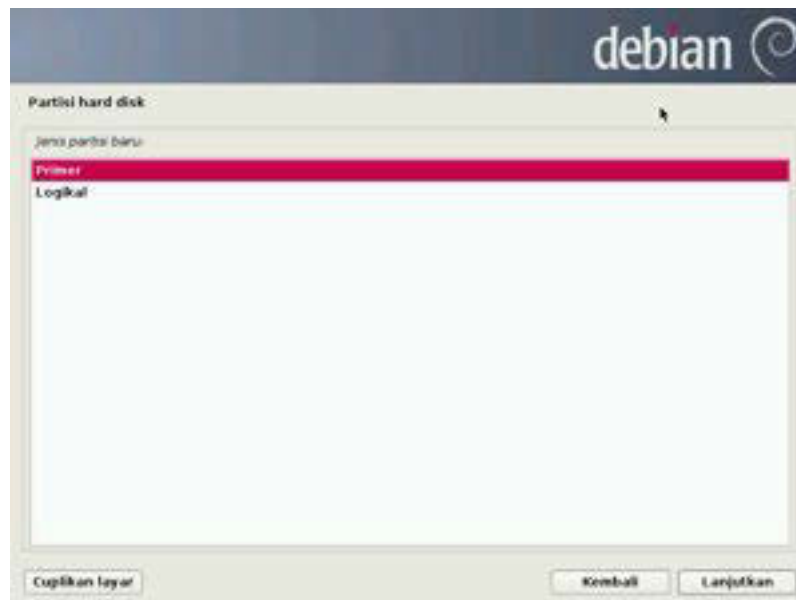 debian
Partisi hard disk
Jenis partisi baru:
Primer
Logikal
Cuplikan layar
Kembali
Lanjutkan